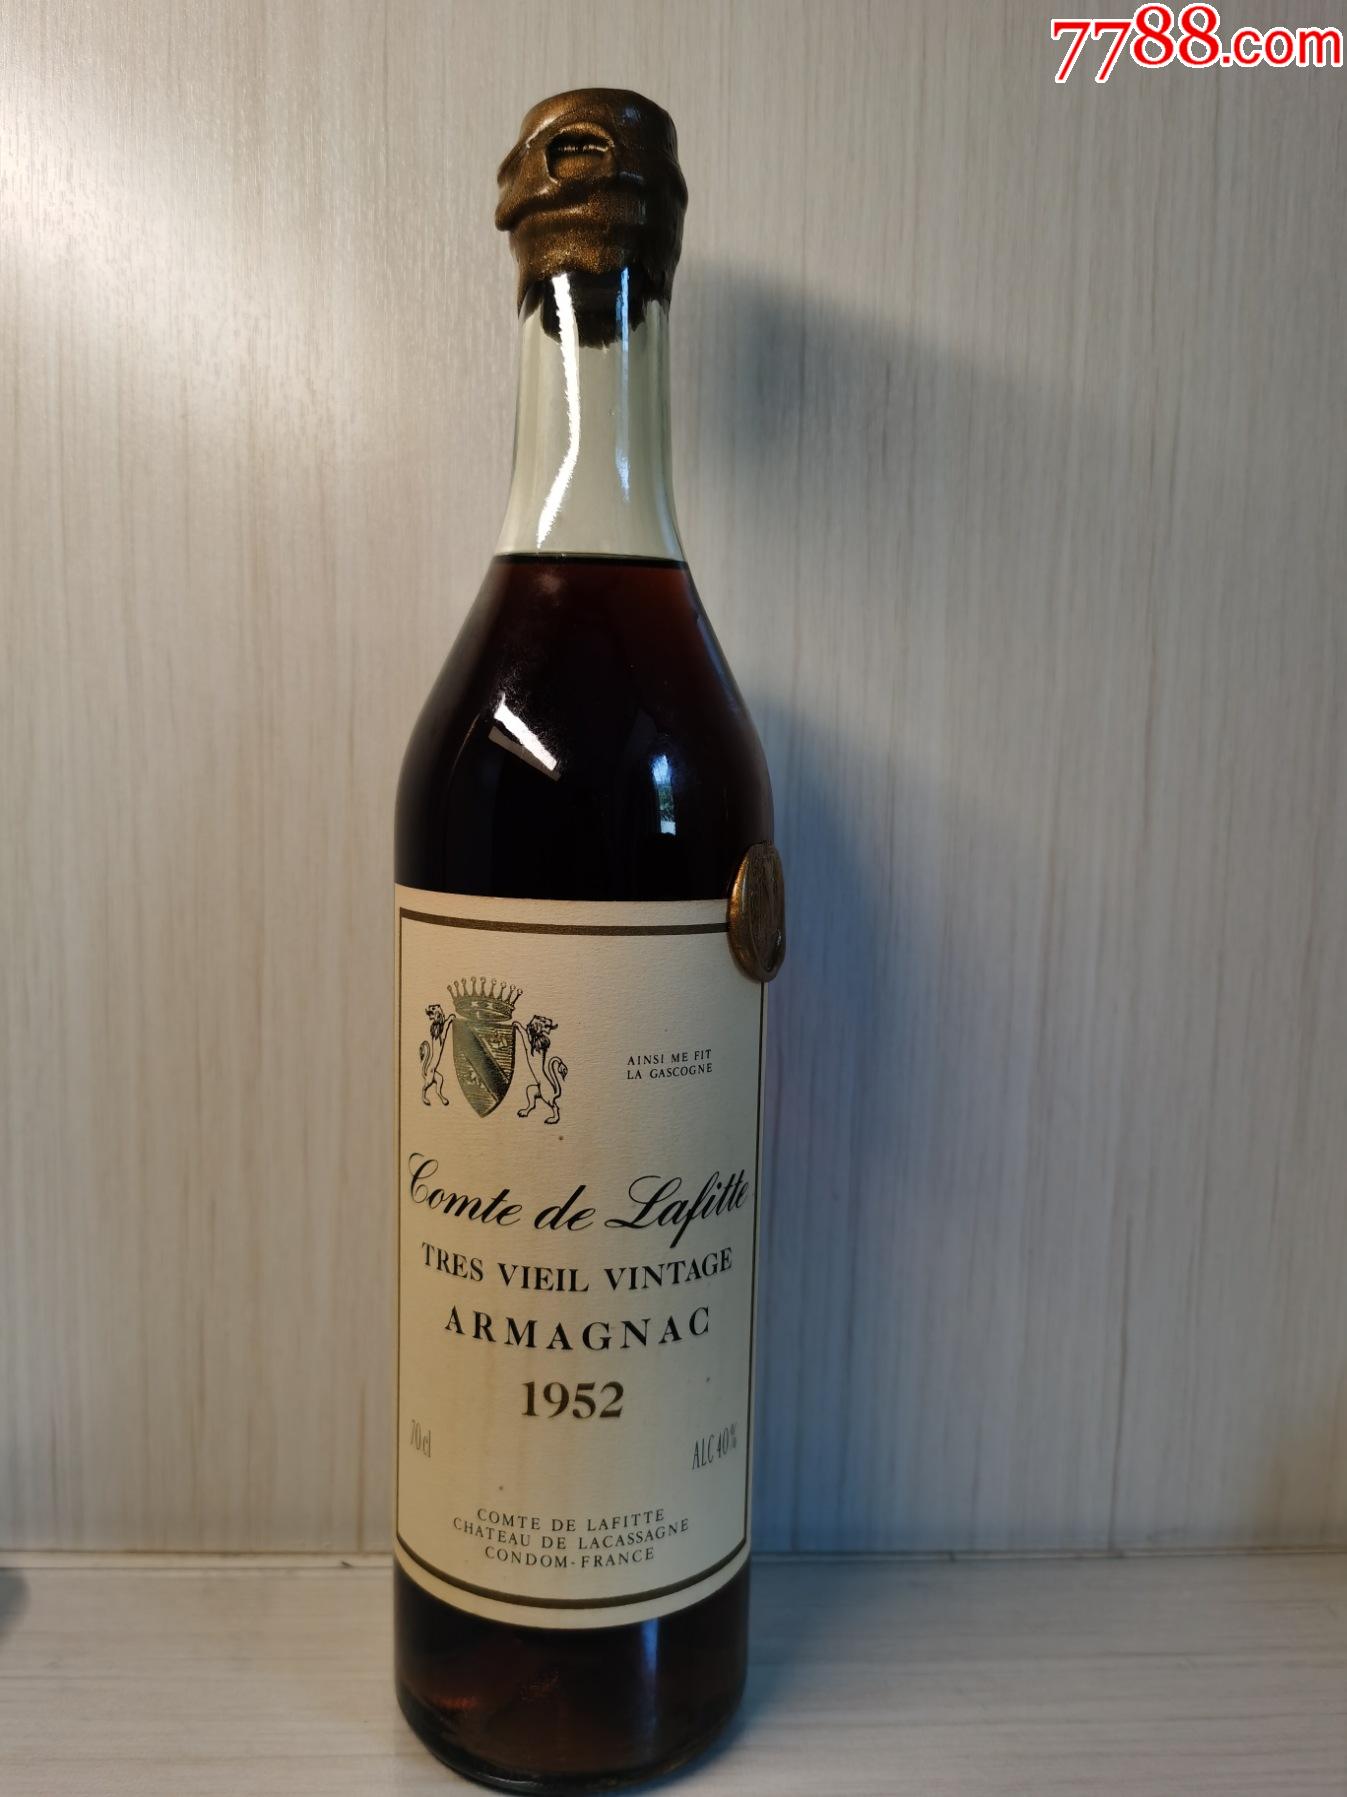 7788.com
AINSI ME FIT
LA GASCOGNE
Comte de Lafitte
TRES VIEIL VINTAGE
ARMAGNAC
1952
70cl
ALC 40%
COMTE DE LAFITTE
CHATEAU DE LACASSAGNE
CONDOM-FRANCE